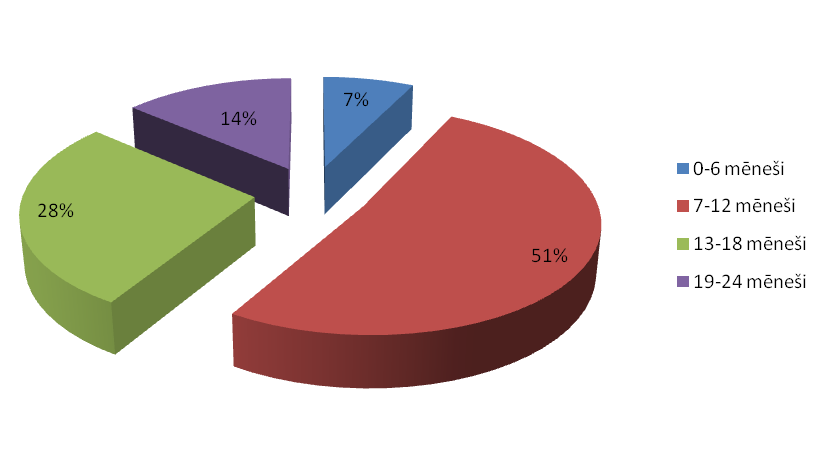 7%
14%
28%
51%
0-6 mēneši
7-12 mēneši
13-18 mēneši
19-24 mēneši